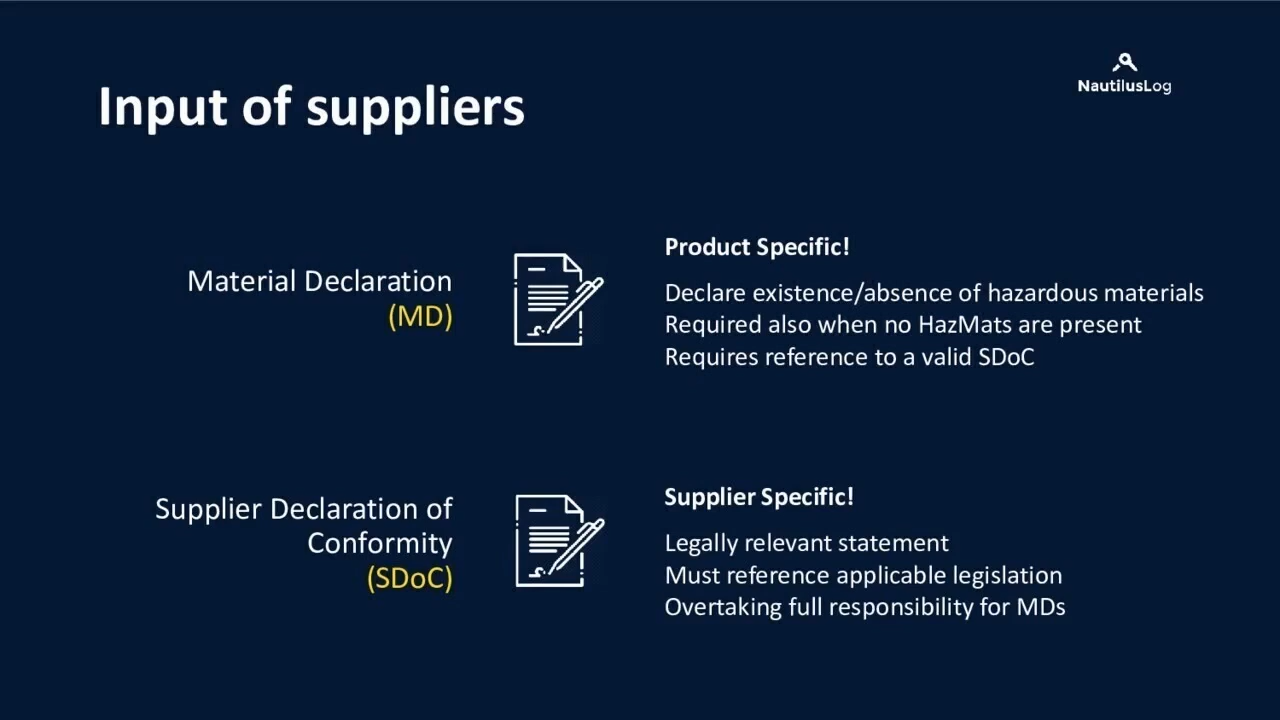 NautilusLog
Input of suppliers
Material Declaration
(MD)
Product Specific!
Declare existence/absence of hazardous materials
Required also when no HazMats are present
Requires reference to a valid SDoC
Supplier Declaration of
Conformity
(SDoC)
Supplier Specific!
Legally relevant statement
Must reference applicable legislation
Overtaking full responsibility for MDs